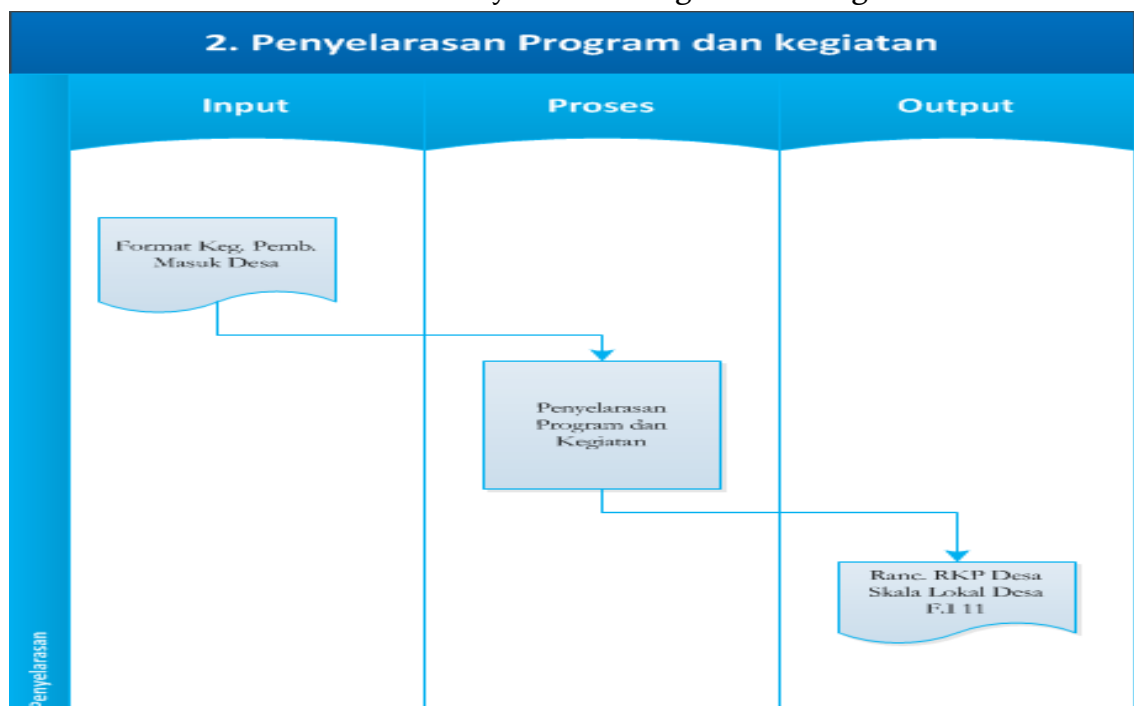 2. Penyelarasan Program dan kegiatan
Input
Proses
Output
Format Keg. Pemb.
Masuk Desa
Penyelarasan
Program dan
Kegiatan
Ranc. RKP Desa
Skala Lokal Desa
F.I 11
Penyelarasan